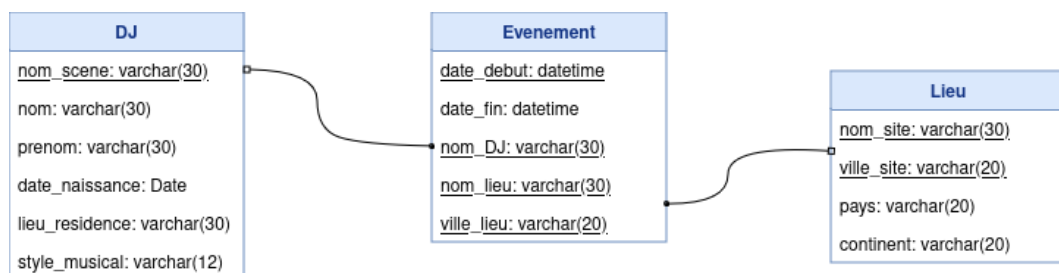 DJ
nom_scene: varchar(30)
nom: varchar(30)
prenom: varchar(30)
date_naissance: Date
lieu_residence: varchar(30)
style_musical: varchar(12)
Evenement
date_debut: datetime
date_fin: datetime
nom_DJ: varchar(30)
nom_lieu: varchar(30)
ville_lieu: varchar(20)
Lieu
nom_site: varchar(30)
ville_site: varchar(20)
pays: varchar(20)
continent: varchar(20)